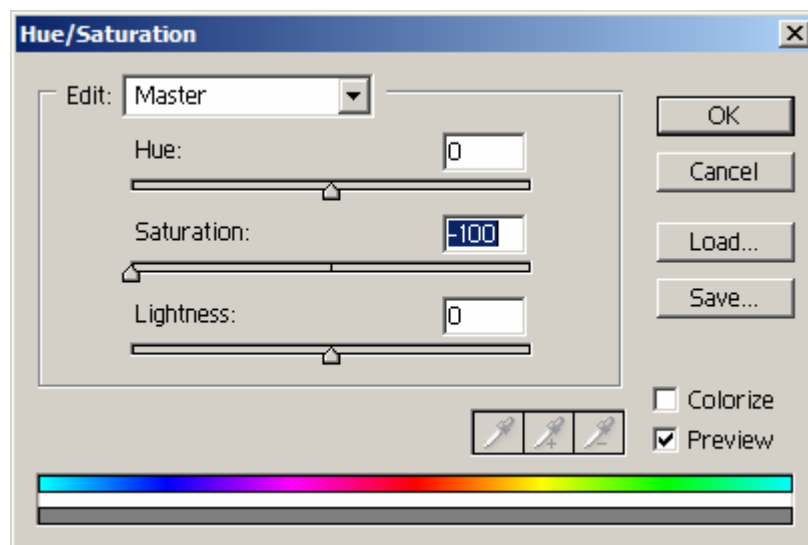 Hue/Saturation
Edit: Master
OK
Hue: 0
Cancel
Saturation: -100
Load...
Save...
Lightness: 0
Colorize
Preview